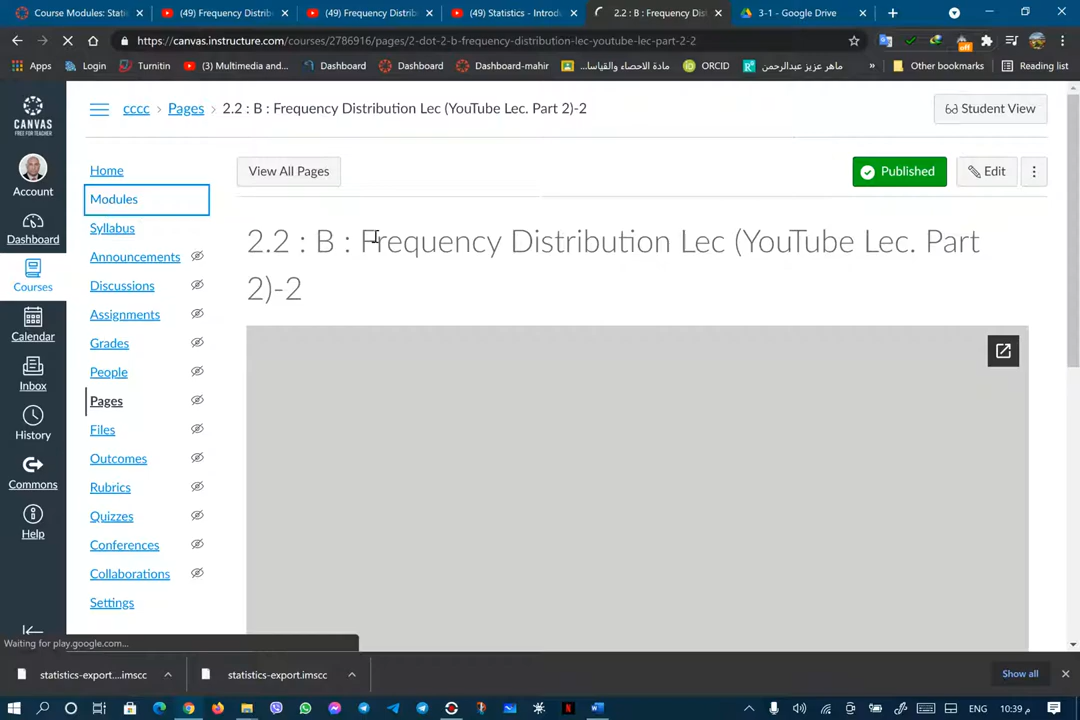 Course Modules: Statis
(49) Frequency Distrib
(49) Frequency Distrib
(49) Statistics - Introdu
2.2 : B : Frequency Dist
3-1 - Google Drive
https://canvas.instructure.com/courses/2786916/pages/2-dot-2-b-frequency-distribution-lec-youtube-lec-part-2-2
Apps
Login
Turnitin
(3) Multimedia and...
Dashboard
Dashboard
Dashboard-mahir
مادة الاحصاء والقياسا...
ORCID
ماهر عزيز عبدالرحمن
»
Other bookmarks
Reading list
CANVAS
FREE FOR TEACHER
Account
Dashboard
Courses
Calendar
Inbox
History
Commons
Help
cccc › Pages › 2.2 : B : Frequency Distribution Lec (YouTube Lec. Part 2)-2
Student View
Home
Modules
Syllabus
Announcements
Discussions
Assignments
Grades
People
Pages
Files
Outcomes
Rubrics
Quizzes
Conferences
Collaborations
Settings
View All Pages
Published
Edit
2.2 : B : Frequency Distribution Lec (YouTube Lec. Part
2)-2
Waiting for play.google.com...
statistics-export....imscc
statistics-export.imscc
Show all
ENG
10:39 م